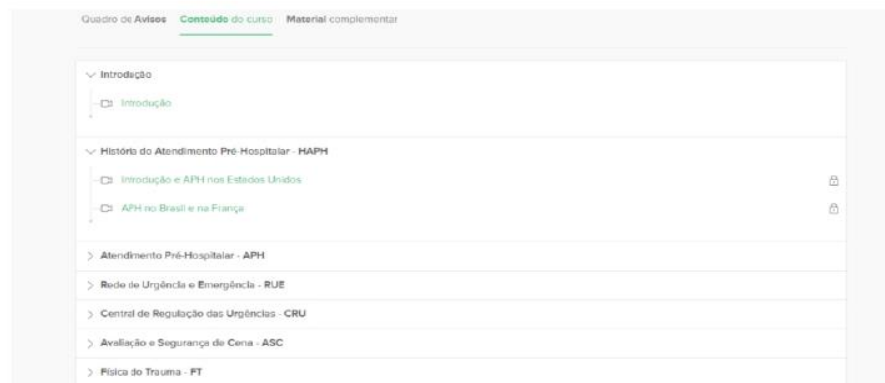 Quadro de Avisos Conteúdo do curso Material complementar
Introdução
Introdução
História do Atendimento Pré-Hospitalar - HAPH
Introdução e APH nos Estados Unidos
APH no Brasil e na França
Atendimento Pré-Hospitalar - APH
Rede de Urgência e Emergência - RUE
Central de Regulação das Urgências - CRU
Avaliação e Segurança de Cena - ASC
Física do Trauma - FT